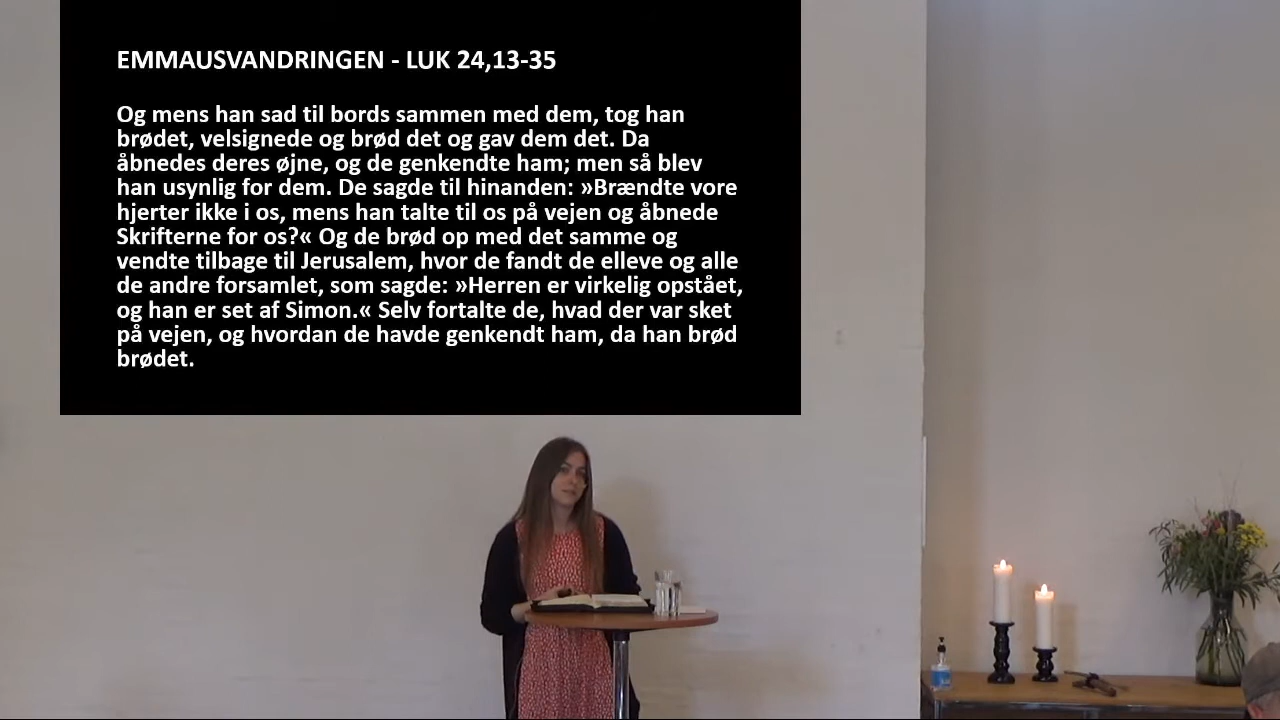 EMMAUSVANDRINGEN - LUK 24,13-35
Og mens han sad til bords sammen med dem, tog han
brødet, velsignede og brød det og gav dem det. Da
åbnedes deres øjne, og de genkendte ham; men så blev
han usynlig for dem. De sagde til hinanden: »Brændte vore
hjerter ikke i os, mens han talte til os på vejen og åbnede
Skrifterne for os?« Og de brød op med det samme og
vendte tilbage til Jerusalem, hvor de fandt de elleve og alle
de andre forsamlet, som sagde: »Herren er virkelig opstået,
og han er set af Simon.« Selv fortalte de, hvad der var sket
på vejen, og hvordan de havde genkendt ham, da han brød
brødet.